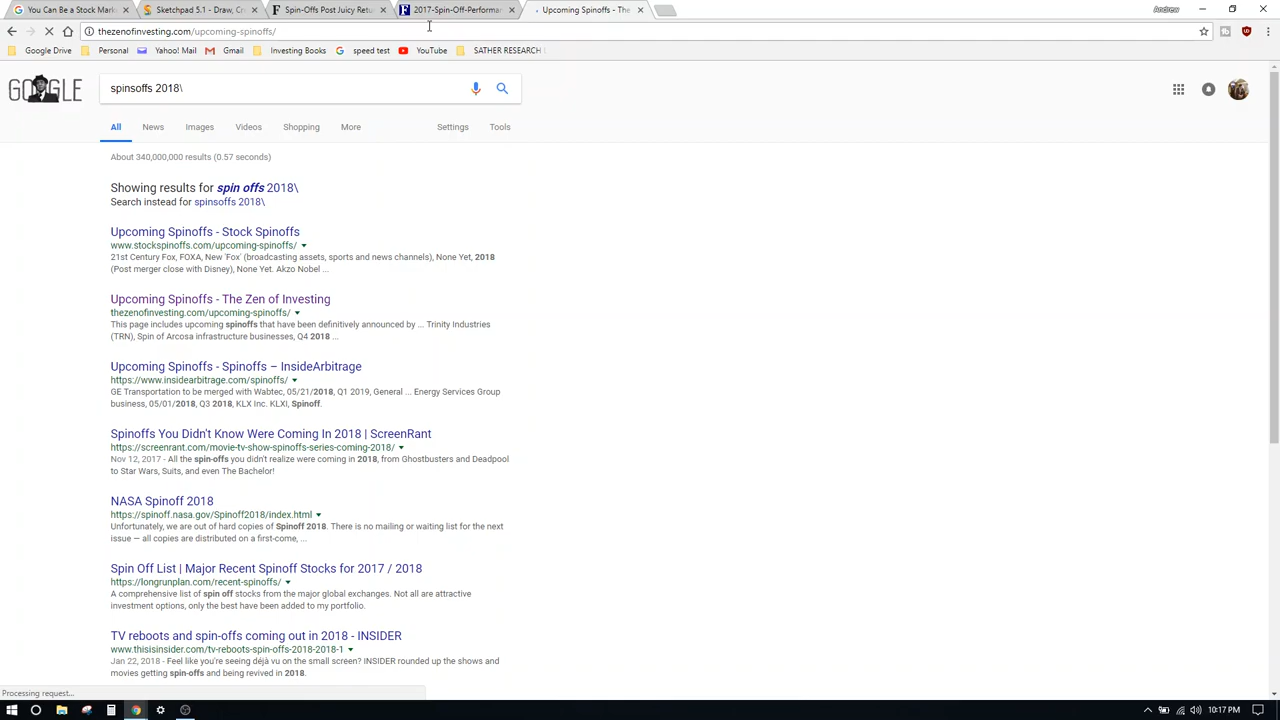 You Can Be a Stock Mark
Sketchpad 5.1 - Draw, Cr
Spin-Offs Post Juicy Retu
2017-Spin-Off-Performan
Upcoming Spinoffs - The
Andrew
thezenofinvesting.com/upcoming-spinoffs/
Google Drive Personal Yahoo! Mail Gmail Investing Books speed test YouTube SATHER RESEARCH
GOOGLE
spinsoffs 2018\
All News Images Videos Shopping More Settings Tools
About 340,000,000 results (0.57 seconds)
Showing results for spin offs 2018\
Search instead for spinsoffs 2018\
Upcoming Spinoffs - Stock Spinoffs
www.stockspinoffs.com/upcoming-spinoffs/
21st Century Fox, FOXA, New 'Fox' (broadcasting assets, sports and news channels), None Yet, 2018
(Post merger close with Disney), None Yet. Akzo Nobel ...
Upcoming Spinoffs - The Zen of Investing
thezenofinvesting.com/upcoming-spinoffs/
This page includes upcoming spinoffs that have been definitively announced by ... Trinity Industries
(TRN), Spin of Arcosa infrastructure businesses, Q4 2018 ...
Upcoming Spinoffs - Spinoffs – InsideArbitrage
https://www.insidearbitrage.com/spinoffs/
GE Transportation to be merged with Wabtec, 05/21/2018, Q1 2019, General ... Energy Services Group
business, 05/01/2018, Q3 2018, KLX Inc. KLXI, Spinoff.
Spinoffs You Didn't Know Were Coming In 2018 | ScreenRant
https://screenrant.com/movie-tv-show-spinoffs-series-coming-2018/
Nov 12, 2017 - All the spin-offs you didn't realize were coming in 2018, from Ghostbusters and Deadpool
to Star Wars, Suits, and even The Bachelor!
NASA Spinoff 2018
https://spinoff.nasa.gov/Spinoff2018/index.html
Unfortunately, we are out of hard copies of Spinoff 2018. There is no mailing or waiting list for the next
issue — all copies are distributed on a first-come, ...
Spin Off List | Major Recent Spinoff Stocks for 2017 / 2018
https://longrunplan.com/recent-spinoffs/
A comprehensive list of spin off stocks from the major global exchanges. Not all are attractive
investment options, only the best have been added to my portfolio.
TV reboots and spin-offs coming out in 2018 - INSIDER
www.thisisinsider.com/tv-reboots-spin-offs-2018-2018-1
Jan 22, 2018 - Feel like you're seeing déjà vu on the small screen? INSIDER rounded up the shows and
movies getting spin-offs and being revived in 2018.
Processing request...
10:17 PM